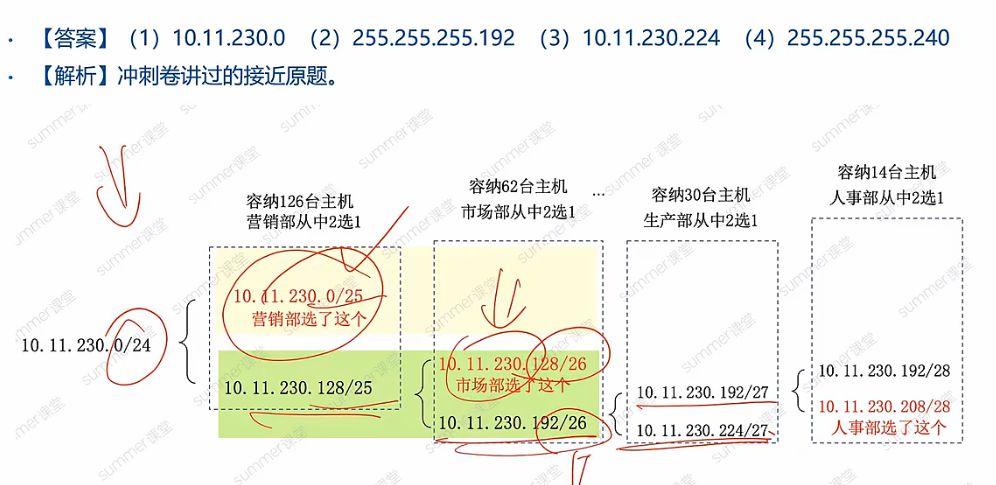 · 【答案】（1）10.11.230.0 （2）255.255.255.192 （3）10.11.230.224 （4）255.255.255.240
· 【解析】冲刺卷讲过的接近原题。
容纳126台主机
营销部从中2选1
容纳62台主机
市场部从中2选1
...
容纳30台主机
生产部从中2选1
容纳14台主机
人事部从中2选1
10.11.230.0/24
10.11.230.0/25
营销部选了这个
10.11.230.128/25
10.11.230.128/26
市场部选了这个
10.11.230.192/26
10.11.230.192/27
10.11.230.224/27
10.11.230.192/28
10.11.230.208/28
人事部选了这个
summer课堂